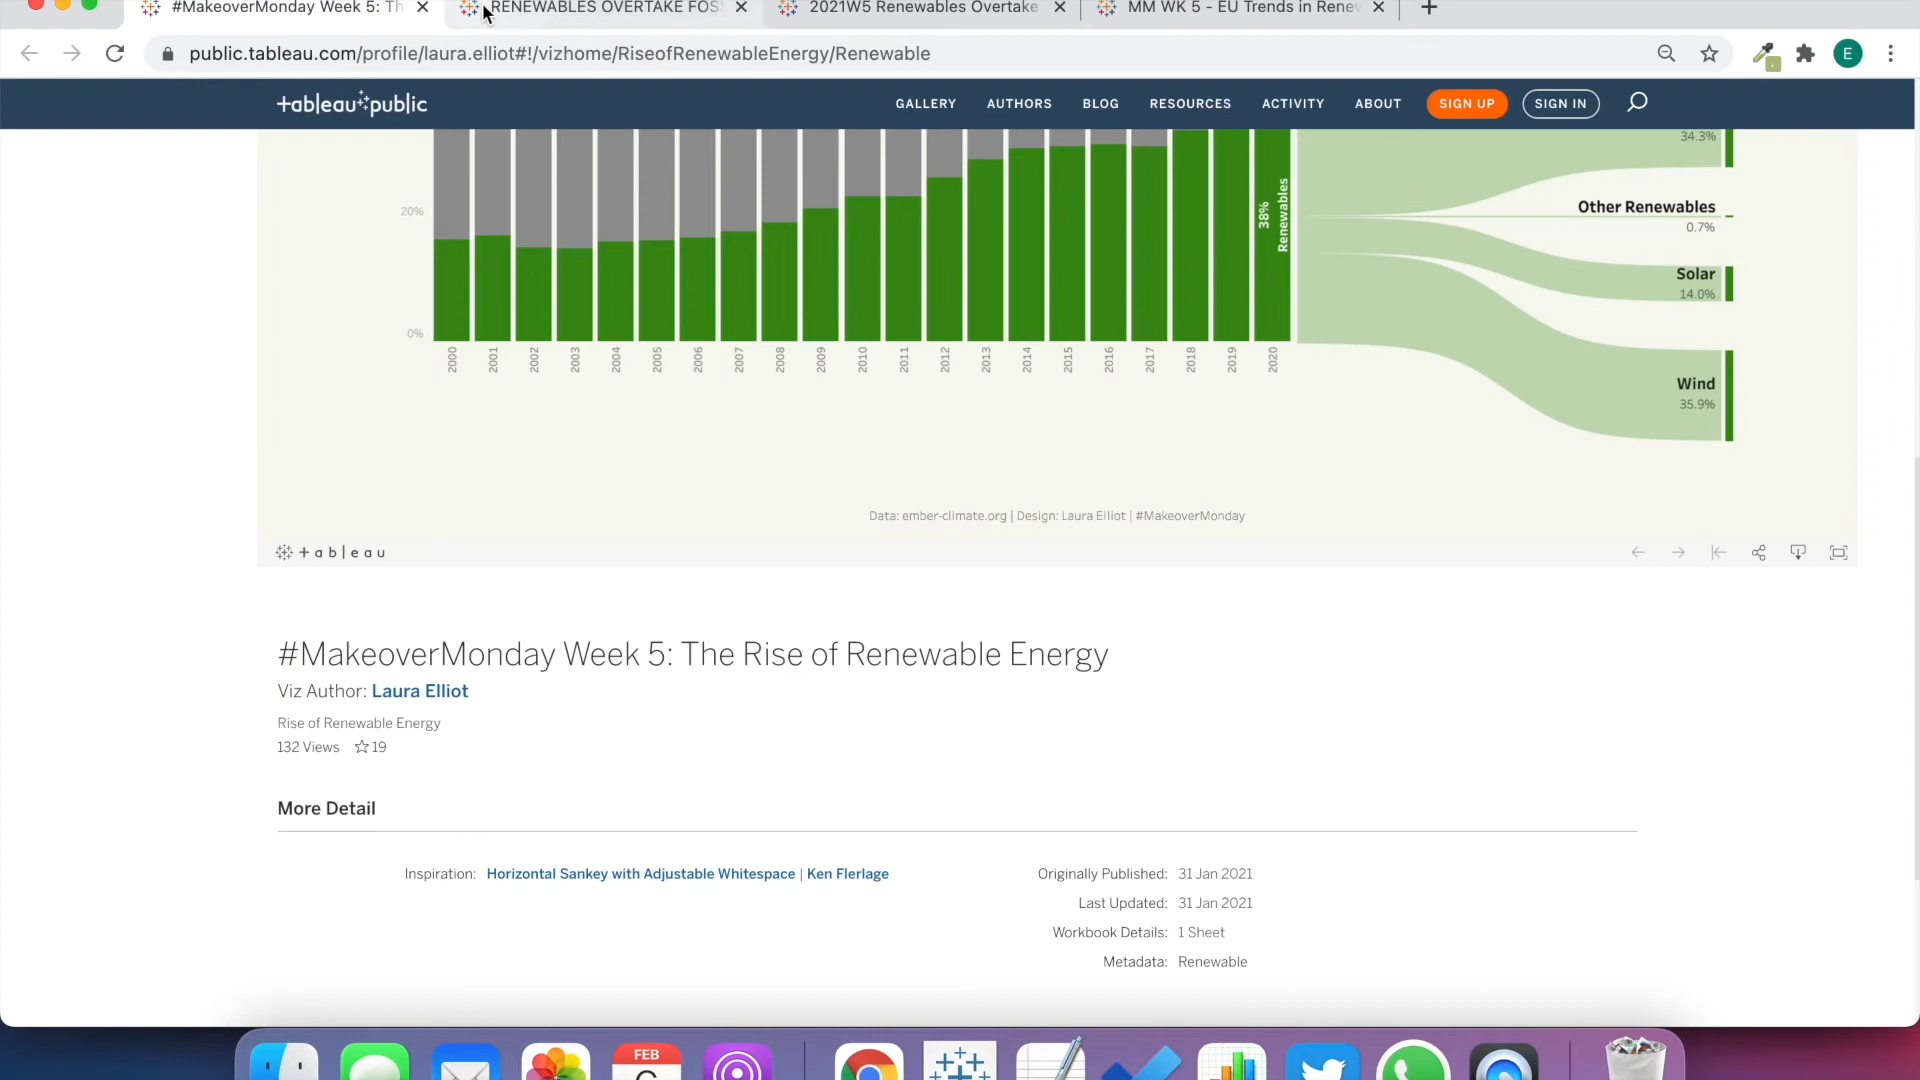 #MakeoverMonday Week 5: Th
RENEWABLES OVERTAKE FOS
2021W5 Renewables Overtake
MM WK 5 - EU Trends in Renew
public.tableau.com/profile/laura.elliot#!/vizhome/RiseofRenewableEnergy/Renewable
E
+ableau public
GALLERY AUTHORS BLOG RESOURCES ACTIVITY ABOUT SIGN UP SIGN IN
34.3%
20%
Other Renewables
0.7%
38%
Renewables
Solar
14.0%
0%
2000 2001 2002 2003 2004 2005 2006 2007 2008 2009 2010 2011 2012 2013 2014 2015 2016 2017 2018 2019 2020
Wind
35.9%
Data: ember-climate.org | Design: Laura Elliot | #MakeoverMonday
+ableau
#MakeoverMonday Week 5: The Rise of Renewable Energy
Viz Author: Laura Elliot
Rise of Renewable Energy
132 Views ☆ 19
More Detail
Inspiration: Horizontal Sankey with Adjustable Whitespace | Ken Flerlage
Originally Published: 31 Jan 2021
Last Updated: 31 Jan 2021
Workbook Details: 1 Sheet
Metadata: Renewable
FEB